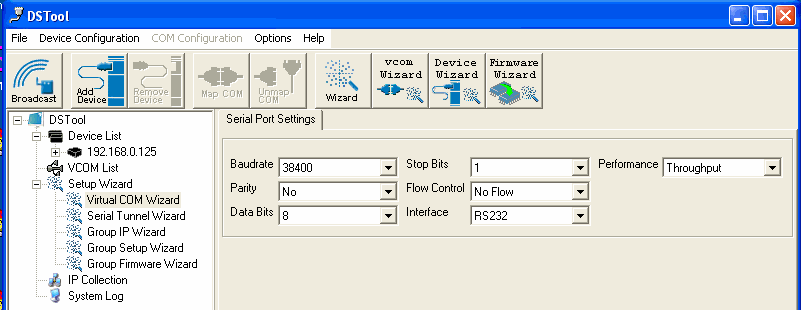 DSTool
File Device Configuration COM Configuration Options Help
Broadcast
Add Device
Remove Device
Map COM
Unmap COM
Wizard
vcom Wizard
Device Wizard
Firmware Wizard
DSTool
Device List
192.168.0.125
VCOM List
Setup Wizard
Virtual COM Wizard
Serial Tunnel Wizard
Group IP Wizard
Group Setup Wizard
Group Firmware Wizard
IP Collection
System Log
Serial Port Settings
Baudrate 38400 Stop Bits 1 Performance Throughput
Parity No Flow Control No Flow
Data Bits 8 Interface RS232